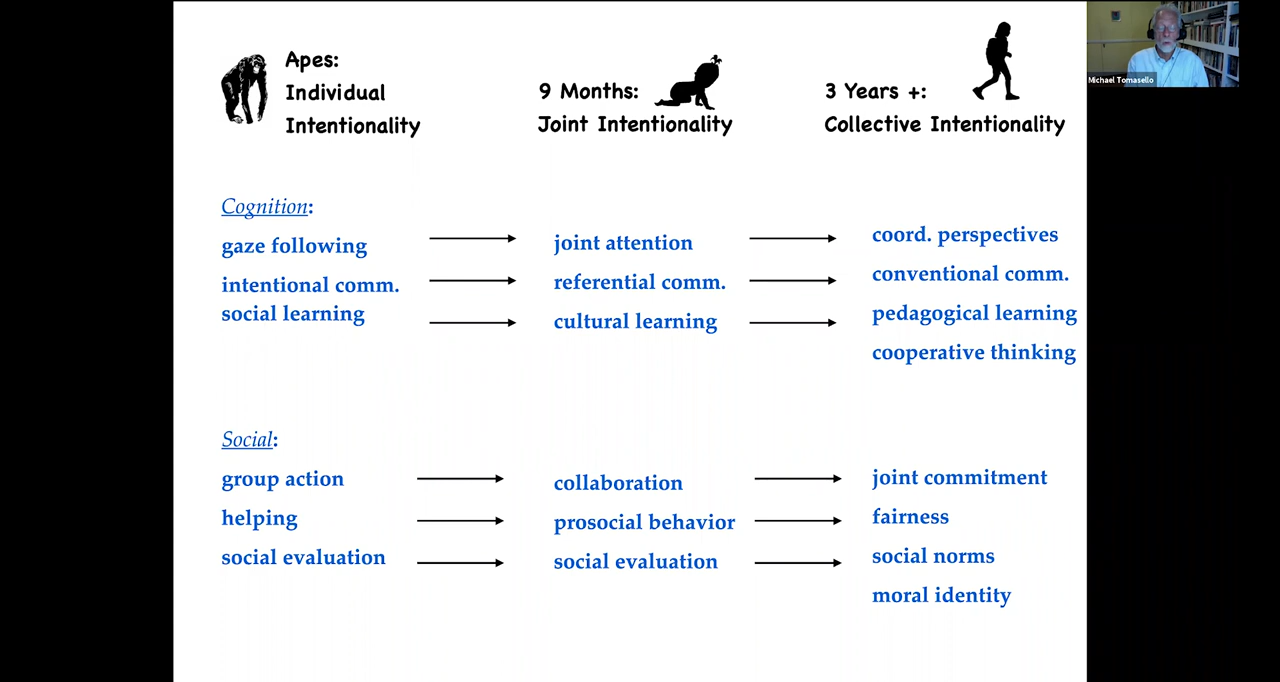 Apes:
Individual
Intentionality
9 Months:
Joint Intentionality
3 Years +:
Collective Intentionality
Michael Tomasello
Cognition:
gaze following
intentional comm.
social learning
joint attention
referential comm.
cultural learning
coord. perspectives
conventional comm.
pedagogical learning
cooperative thinking
Social:
group action
helping
social evaluation
collaboration
prosocial behavior
social evaluation
joint commitment
fairness
social norms
moral identity